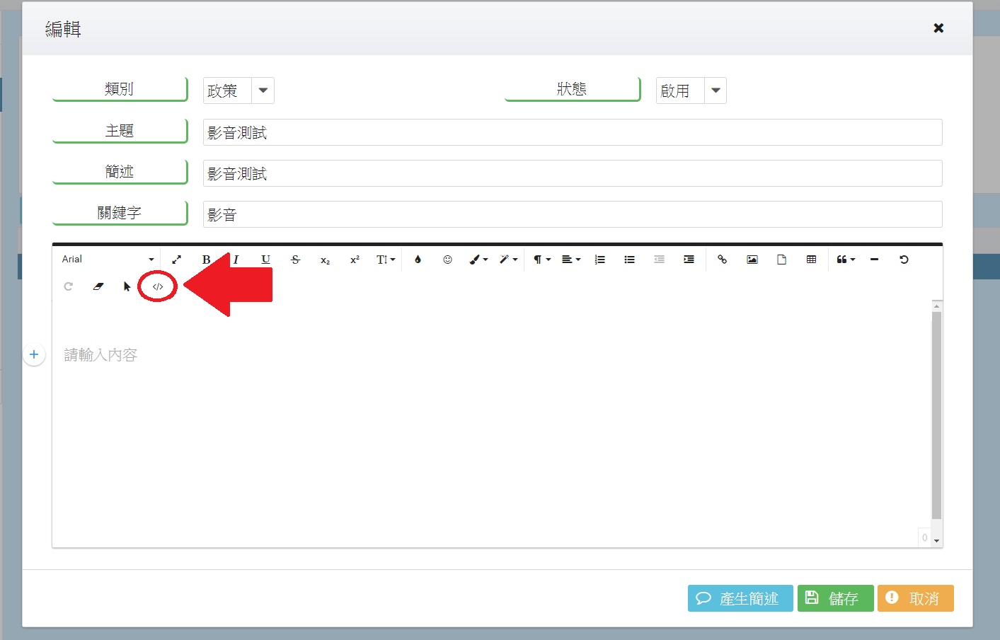 編輯
類別 政策 狀態 啟用
主題 影音測試
簡述 影音測試
關鍵字 影音
Arial B I U S x₂ x² T
</>
請輸入內容
0
產生簡述 儲存 取消